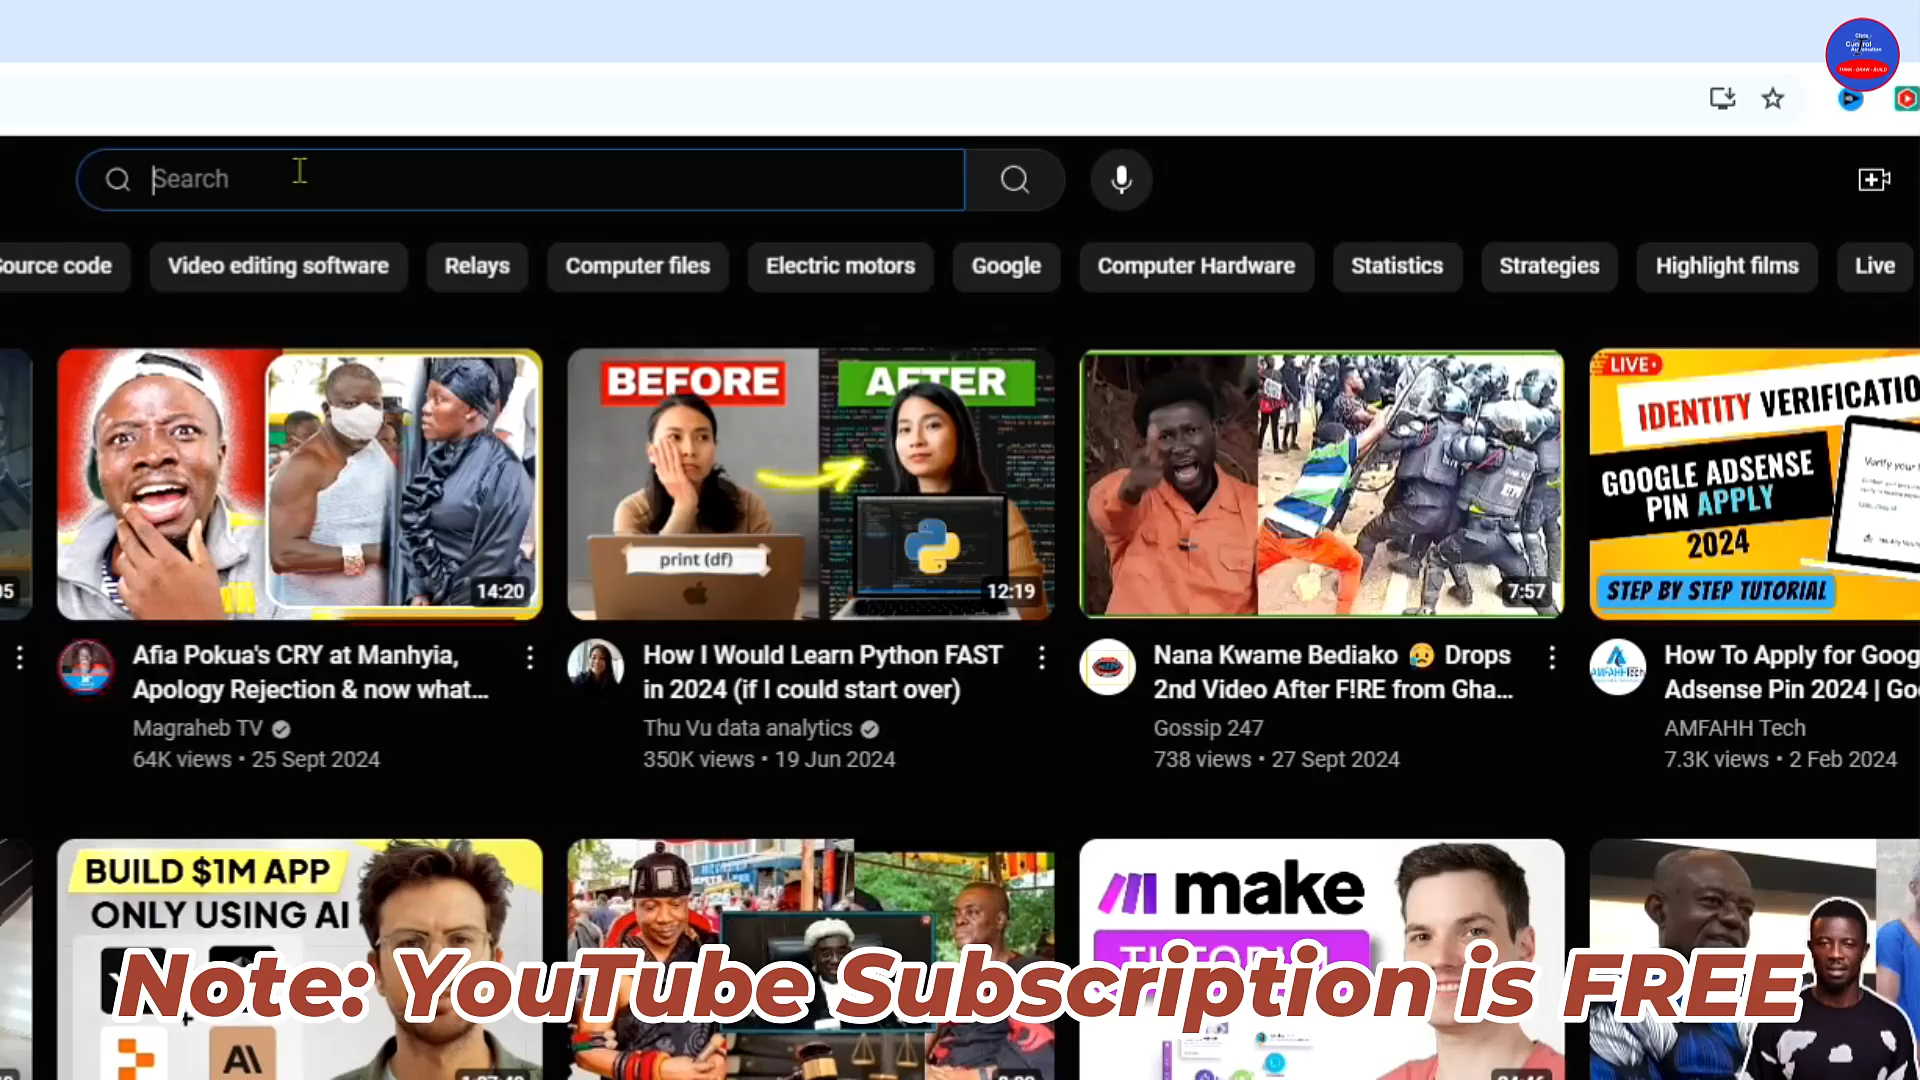 Search
Source code
Video editing software
Relays
Computer files
Electric motors
Google
Computer Hardware
Statistics
Strategies
Highlight films
Live
14:20
BEFORE
AFTER
print (df)
12:19
7:57
LIVE
IDENTITY VERIFICATIO
GOOGLE ADSENSE
PIN APPLY
2024
STEP BY STEP TUTORIAL
Afia Pokua's CRY at Manhyia,
Apology Rejection & now what...
Magraheb TV
64K views • 25 Sept 2024
How I Would Learn Python FAST
in 2024 (if I could start over)
Thu Vu data analytics
350K views • 19 Jun 2024
Nana Kwame Bediako 😥 Drops
2nd Video After F!RE from Gha...
Gossip 247
738 views • 27 Sept 2024
How To Apply for Goog
Adsense Pin 2024 | Goo
AMFAHH Tech
7.3K views • 2 Feb 2024
BUILD $1M APP
ONLY USING AI
make
TUTORIAL
Note: YouTube Subscription is FREE